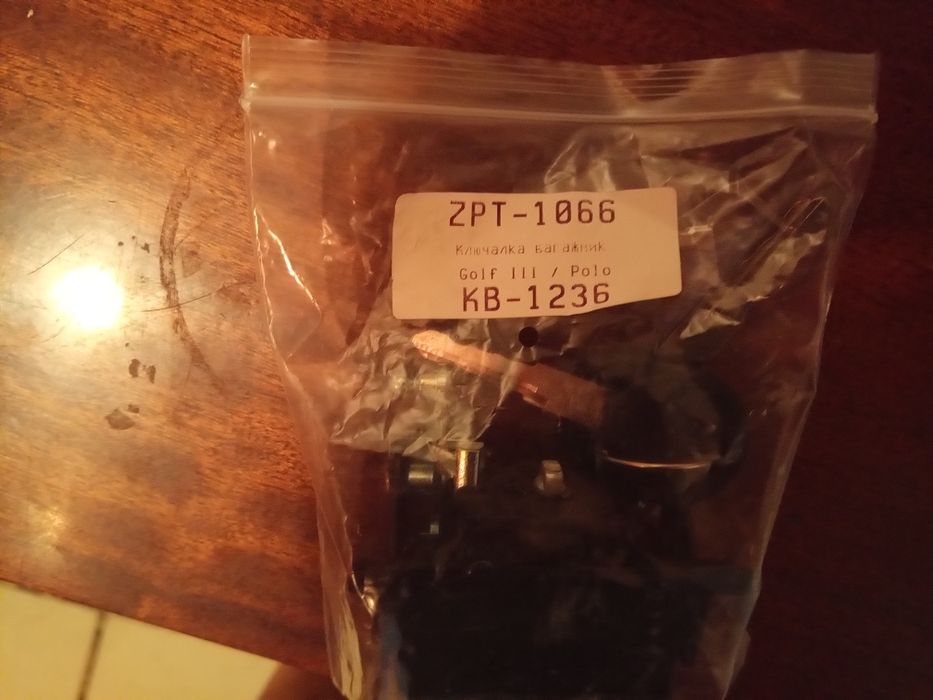 ZPT-1066
Ключалка багажник
Golf III / Polo
KB-1236